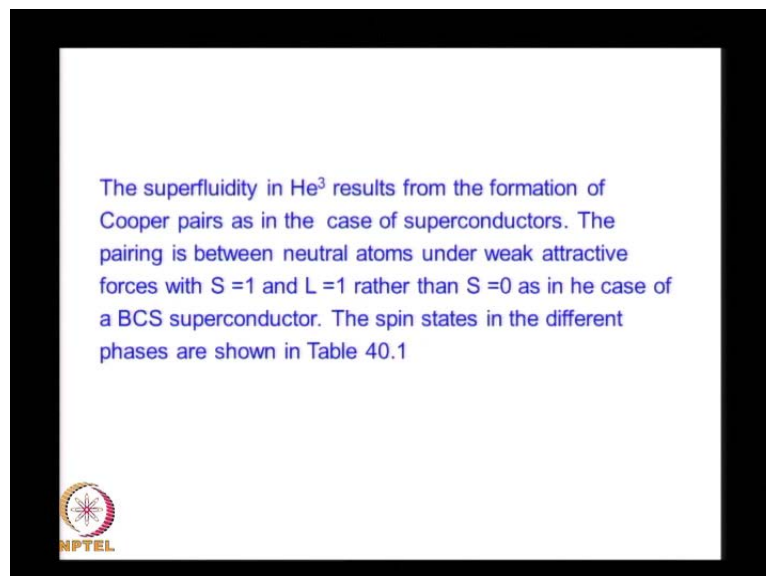 The superfluidity in He³ results from the formation of
Cooper pairs as in the  case of superconductors. The
pairing is between neutral atoms under weak attractive
forces with S =1 and L =1 rather than S =0 as in he case of
a BCS superconductor. The spin states in the different
phases are shown in Table 40.1
NPTEL